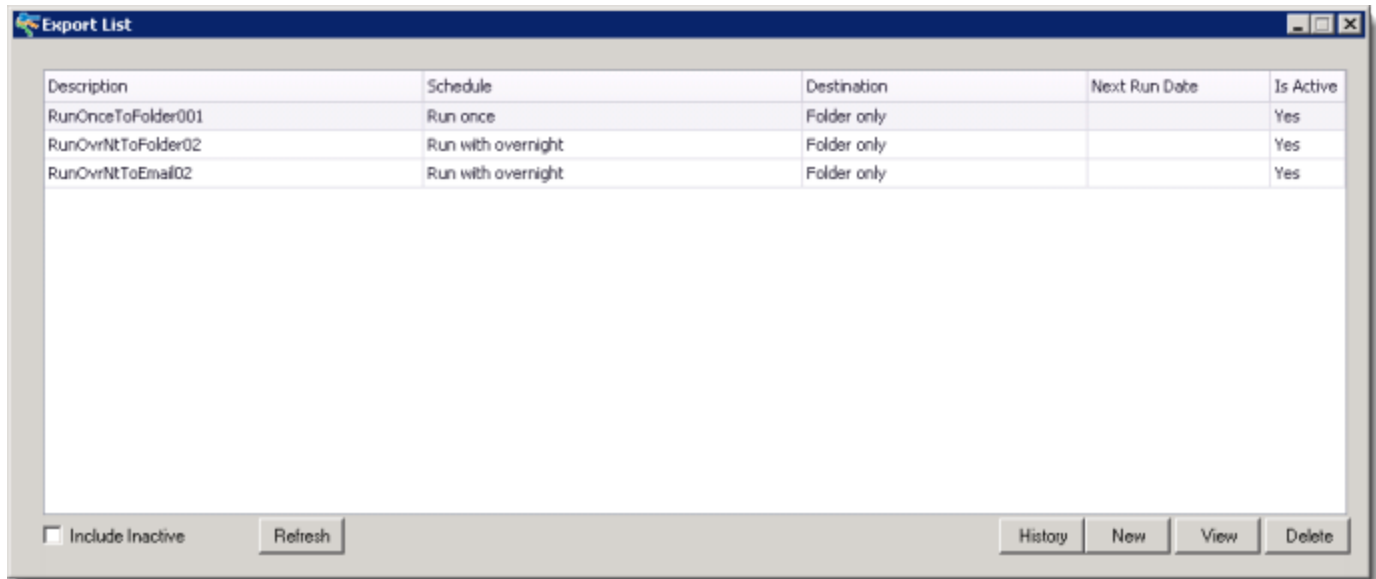 Export List
Description Schedule Destination Next Run Date Is Active
RunOnceToFolder001 Run once Folder only Yes
RunOvrNtToFolder02 Run with overnight Folder only Yes
RunOvrNtToEmail02 Run with overnight Folder only Yes
Include Inactive Refresh History New View Delete